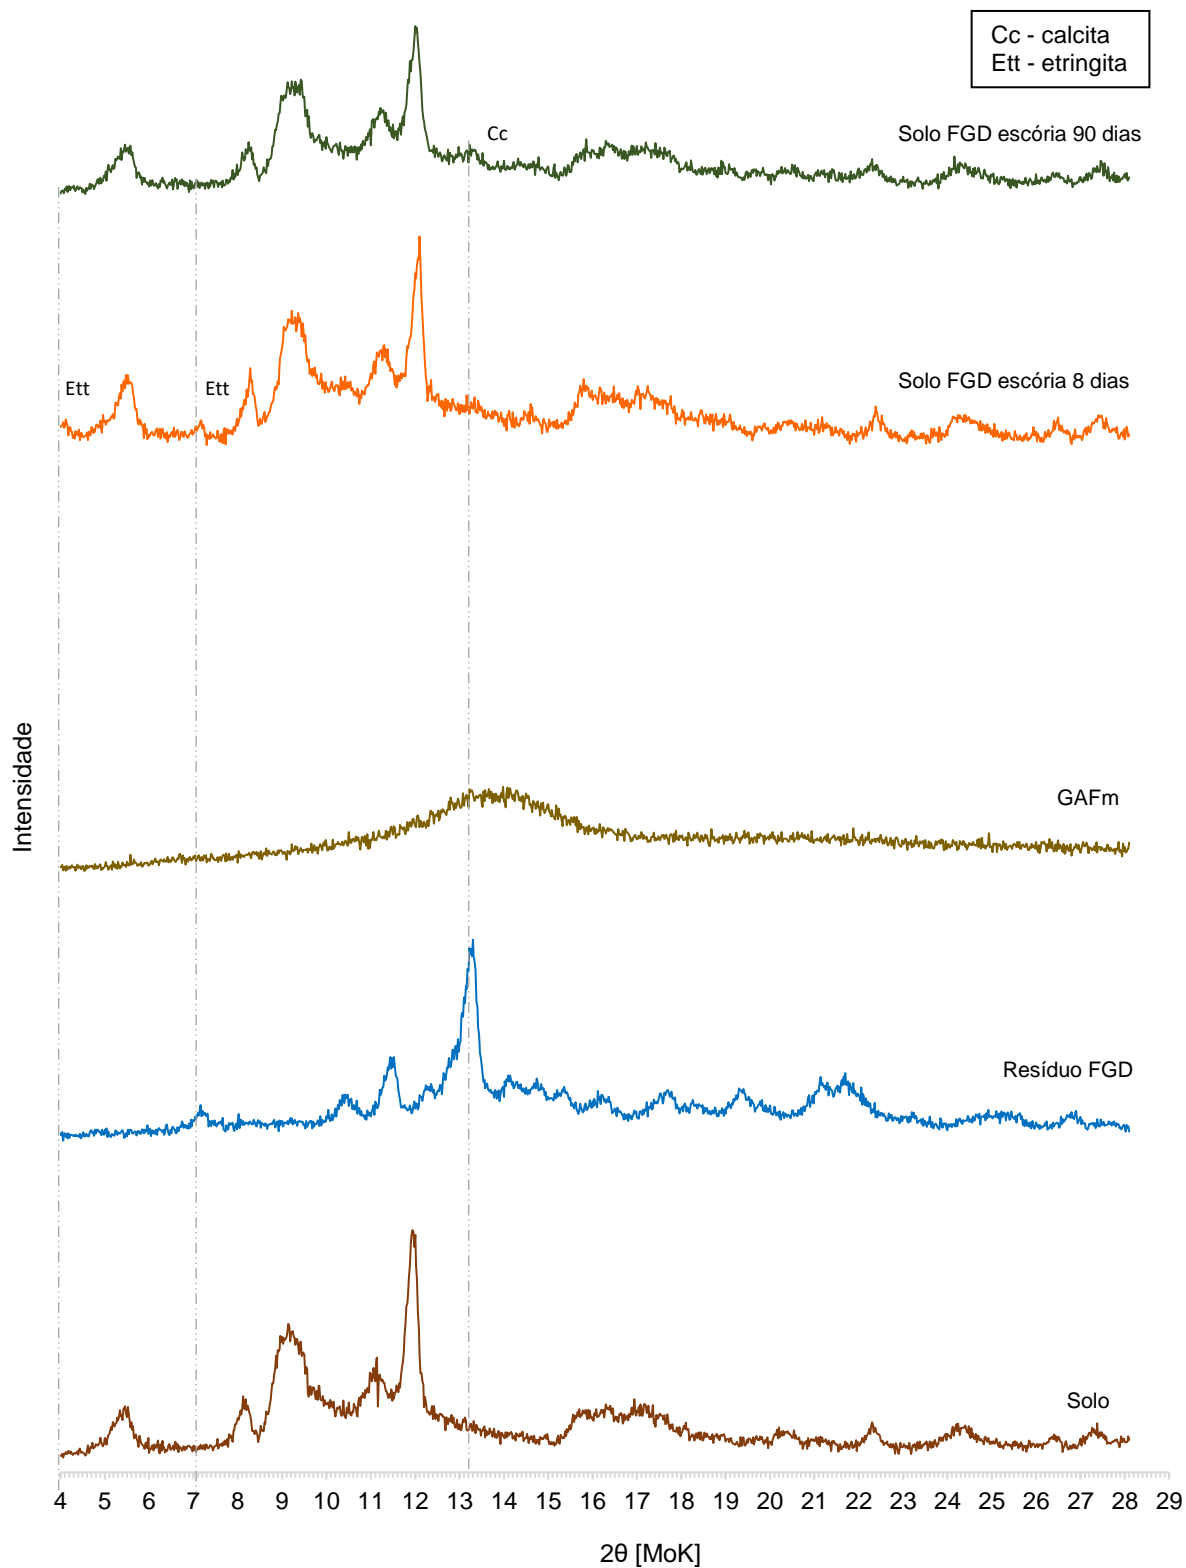 Cc - calcita
Ett - etringita
Cc
Solo FGD escória 90 dias
Ett
Ett
Solo FGD escória 8 dias
Intensidade
GAFm
Resíduo FGD
Solo
4 5 6 7 8 9 10 11 12 13 14 15 16 17 18 19 20 21 22 23 24 25 26 27 28 29
2θ [MoK]